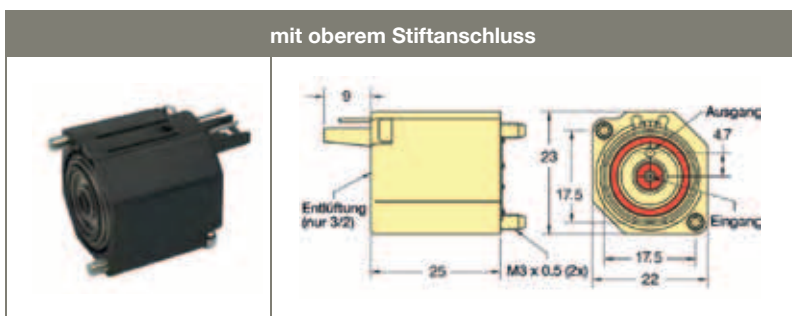 mit oberem Stiftanschluss
9
Ausgang
4.7
23
17.5
Entlüftung
(nur 3/2)
Eingang
25
M3 x 0.5 (2x)
17.5
22